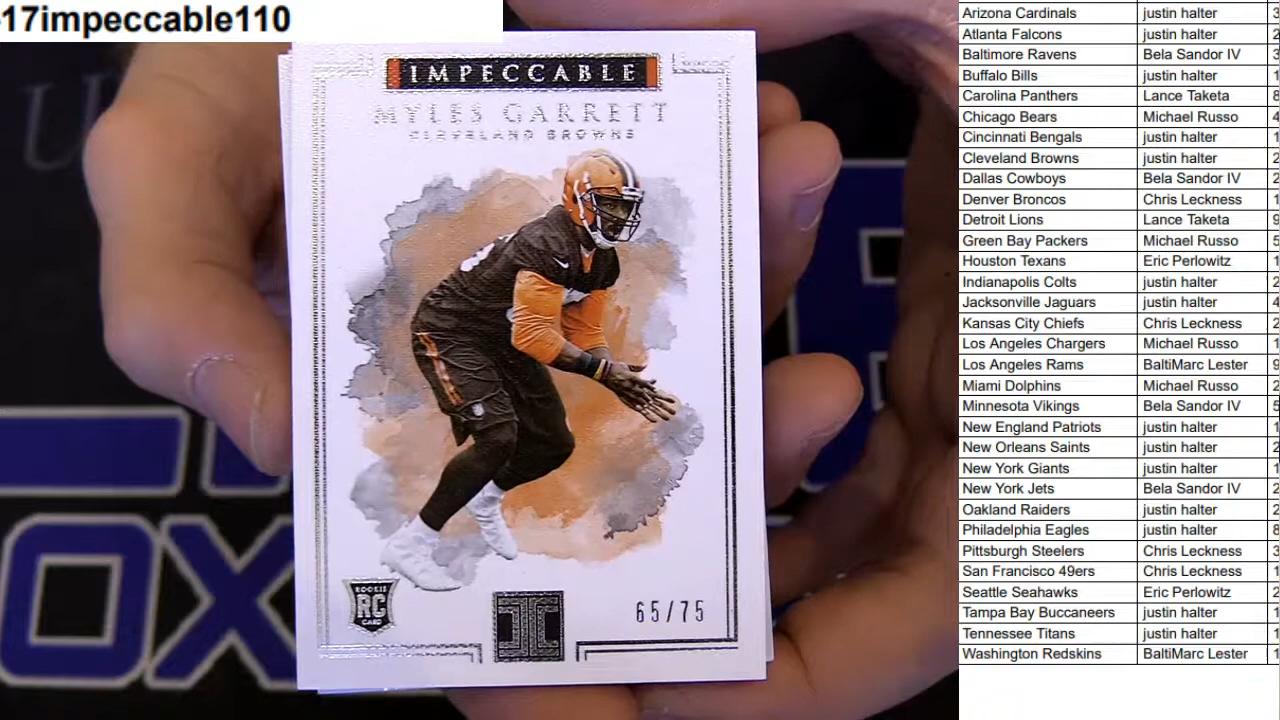 -17impeccable110
IMPECCABLE
MYLES GARRETT
CLEVELAND BROWNS
ROOKIE
RC
CARD
65/75
OX
Arizona Cardinals justin halter
Atlanta Falcons justin halter
Baltimore Ravens Bela Sandor IV
Buffalo Bills justin halter
Carolina Panthers Lance Taketa
Chicago Bears Michael Russo
Cincinnati Bengals justin halter
Cleveland Browns justin halter
Dallas Cowboys Bela Sandor IV
Denver Broncos Chris Leckness
Detroit Lions Lance Taketa
Green Bay Packers Michael Russo
Houston Texans Eric Perlowitz
Indianapolis Colts justin halter
Jacksonville Jaguars justin halter
Kansas City Chiefs Chris Leckness
Los Angeles Chargers Michael Russo
Los Angeles Rams BaltiMarc Lester
Miami Dolphins Michael Russo
Minnesota Vikings Bela Sandor IV
New England Patriots justin halter
New Orleans Saints justin halter
New York Giants justin halter
New York Jets Bela Sandor IV
Oakland Raiders justin halter
Philadelphia Eagles justin halter
Pittsburgh Steelers Chris Leckness
San Francisco 49ers Chris Leckness
Seattle Seahawks Eric Perlowitz
Tampa Bay Buccaneers justin halter
Tennessee Titans justin halter
Washington Redskins BaltiMarc Lester